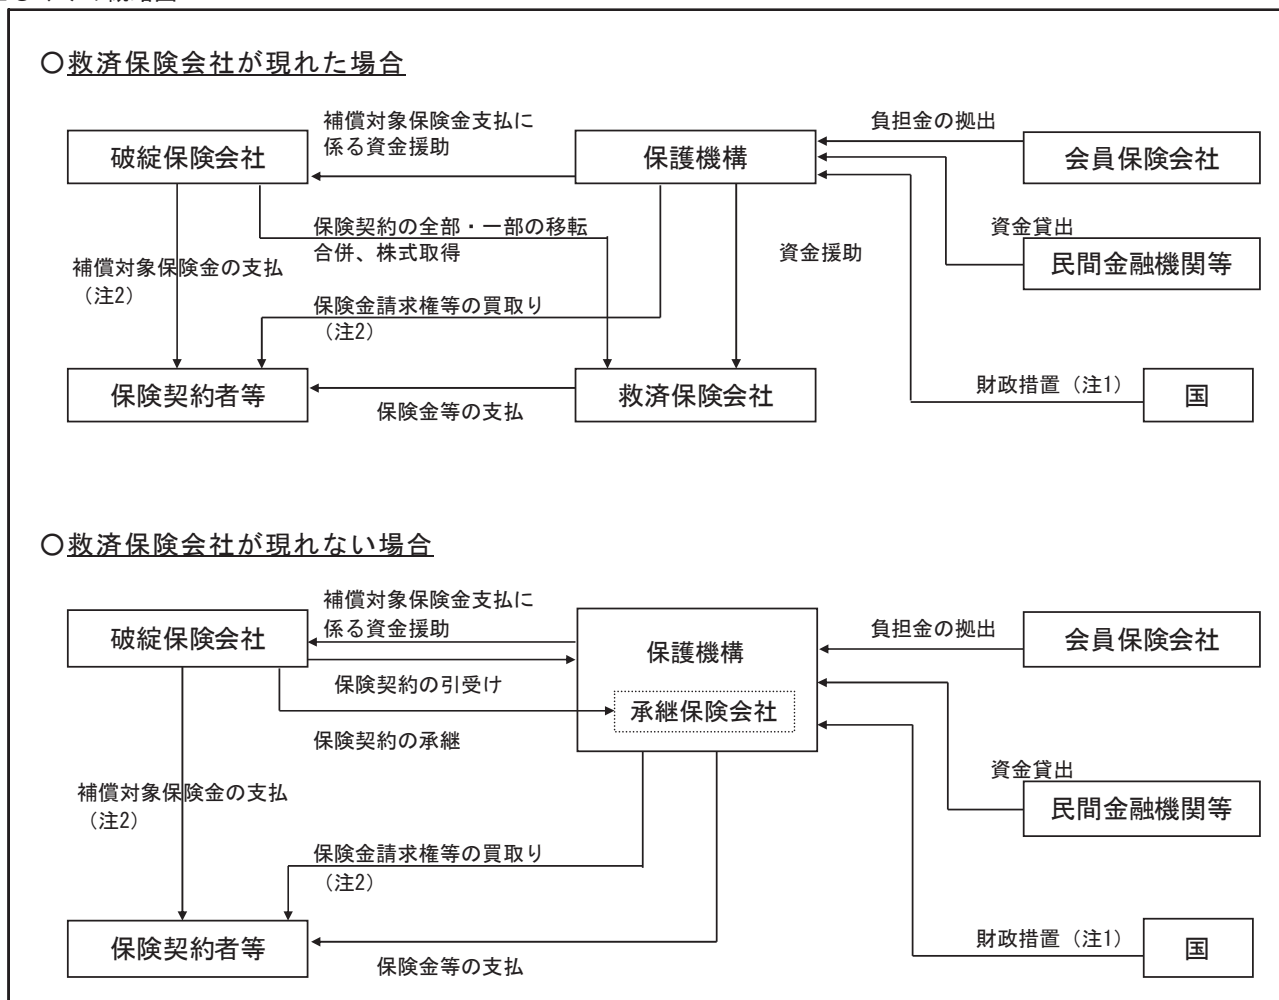 〇救済保険会社が現れた場合
補償対象保険金支払に
係る資金援助
負担金の拠出
破綻保険会社
保護機構
会員保険会社
保険契約の全部・一部の移転
合併、株式取得
資金援助
資金貸出
民間金融機関等
補償対象保険金の支払
（注2）
保険金請求権等の買取り
（注2）
財政措置（注1）
国
保険契約者等
救済保険会社
保険金等の支払
〇救済保険会社が現れない場合
補償対象保険金支払に
係る資金援助
負担金の拠出
破綻保険会社
保護機構
会員保険会社
保険契約の引受け
承継保険会社
保険契約の承継
資金貸出
民間金融機関等
補償対象保険金の支払
（注2）
保険金請求権等の買取り
（注2）
財政措置（注1）
国
保険契約者等
保険金等の支払